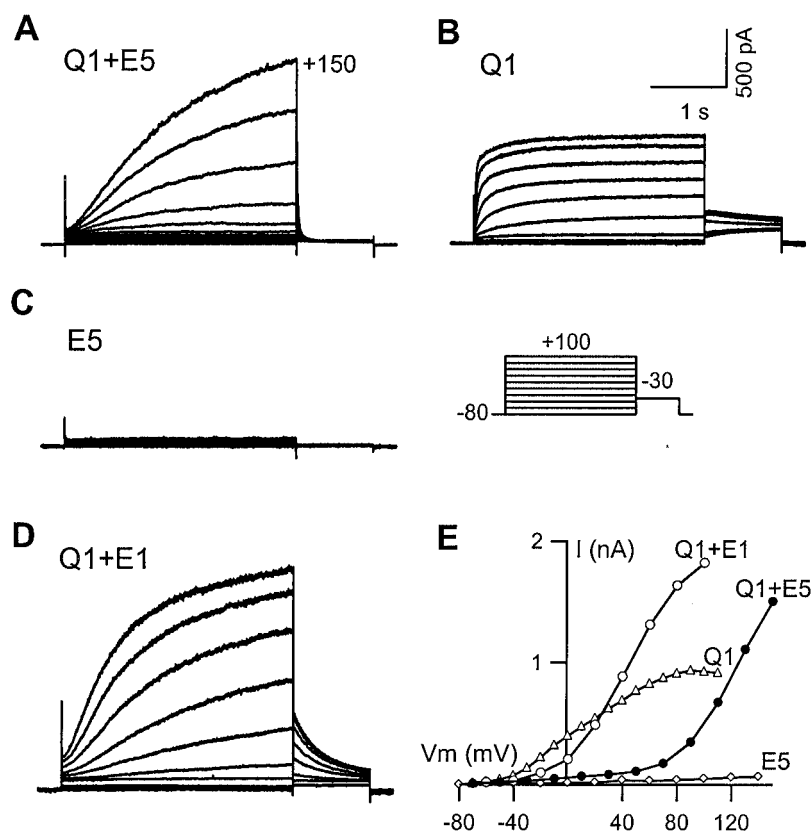 A
Q1+E5
+150
B
Q1
500 pA
1 s
C
E5
+100
-30
-80
D
Q1+E1
E
2
I (nA)
Q1+E1
Q1+E5
1
Q1
Vm (mV)
E5
-80 -40 40 80 120